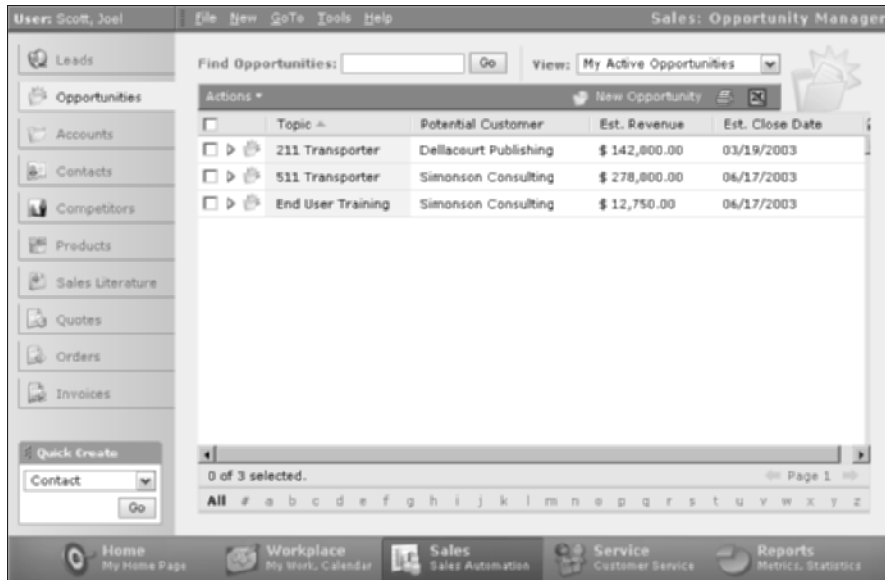 User: Scott, Joel
File New GoTo Tools Help
Sales: Opportunity Manager
Leads
Opportunities
Accounts
Contacts
Competitors
Products
Sales Literature
Quotes
Orders
Invoices
Quick Create
Contact
Go
Find Opportunities:
Go
View: My Active Opportunities
Actions
New Opportunity
Topic Potential Customer Est. Revenue Est. Close Date
211 Transporter Dellacourt Publishing $ 142,000.00 03/19/2003
511 Transporter Simonson Consulting $ 278,000.00 06/17/2003
End User Training Simonson Consulting $ 12,750.00 06/17/2003
0 of 3 selected.
Page 1
All # a b c d e f g h i j k l m n o p q r s t u v w x y z
Home
My Home Page
Workplace
My Work, Calendar
Sales
Sales Automation
Service
Customer Service
Reports
Metrics, Statistics